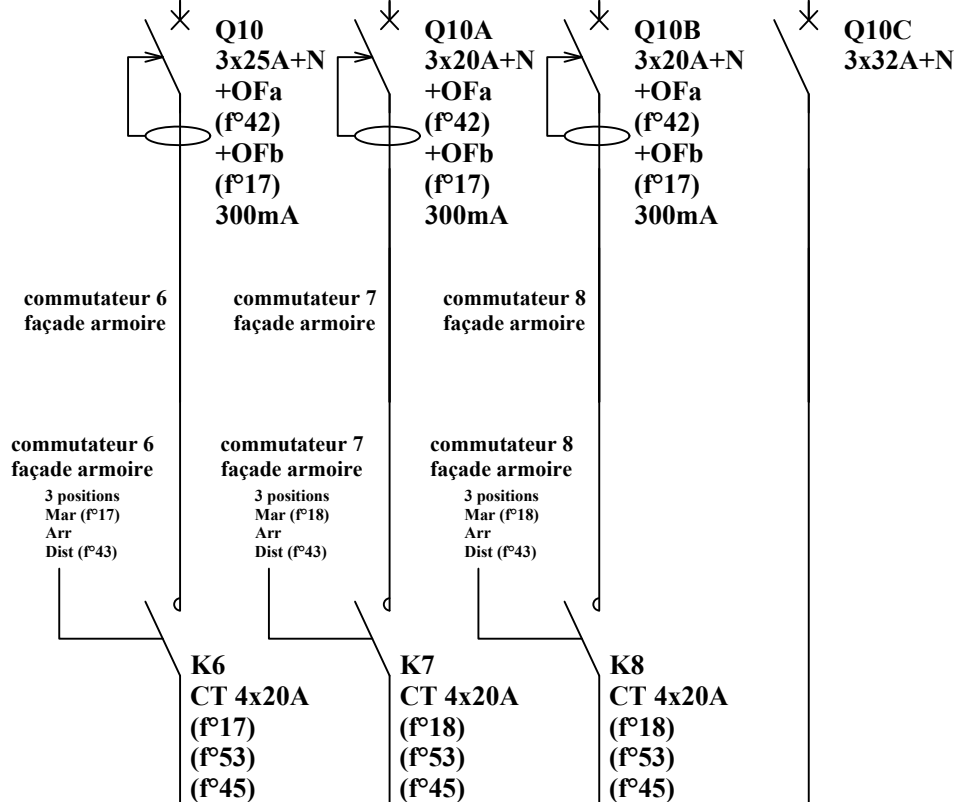 Q10
3x25A+N
+OFa
(f°42)
+OFb
(f°17)
300mA
Q10A
3x20A+N
+OFa
(f°42)
+OFb
(f°17)
300mA
Q10B
3x20A+N
+OFa
(f°42)
+OFb
(f°17)
300mA
Q10C
3x32A+N
commutateur 6
façade armoire
commutateur 7
façade armoire
commutateur 8
façade armoire
commutateur 6
façade armoire
3 positions
Mar (f°17)
Arr
Dist (f°43)
commutateur 7
façade armoire
3 positions
Mar (f°18)
Arr
Dist (f°43)
commutateur 8
façade armoire
3 positions
Mar (f°18)
Arr
Dist (f°43)
K6
CT 4x20A
(f°17)
(f°53)
(f°45)
K7
CT 4x20A
(f°18)
(f°53)
(f°45)
K8
CT 4x20A
(f°18)
(f°53)
(f°45)